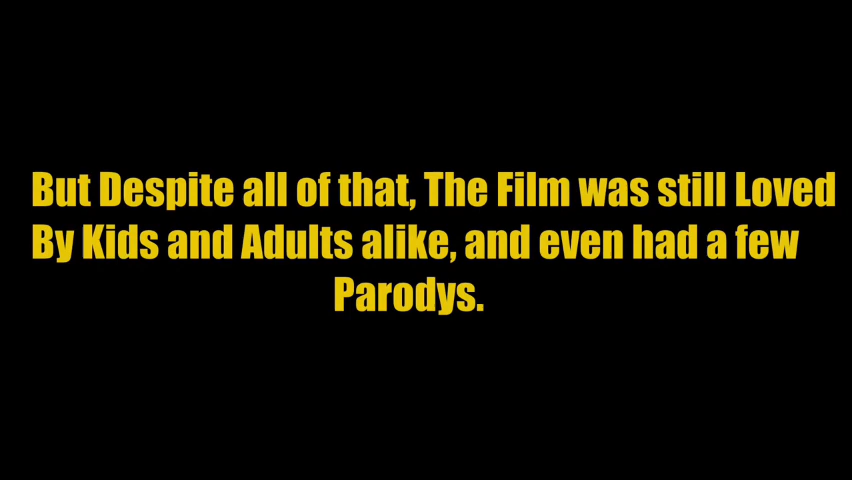 But Despite all of that, The Film was still Loved
By Kids and Adults alike, and even had a few
Parodys.